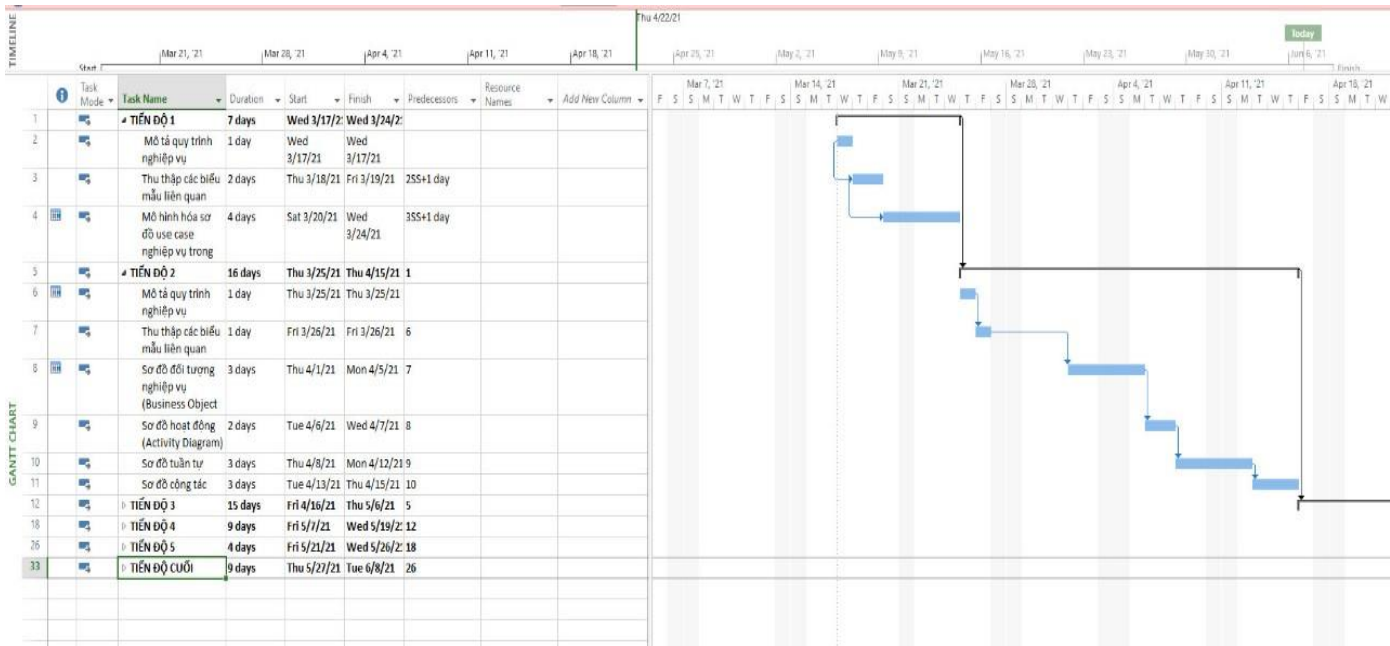 Thu 4/22/21
TIMELINE
Today
Mar 21, '21 Mar 28, '21 Apr 4, '21 Apr 11, '21 Apr 18, '21 Apr 25, '21 May 2, '21 May 9, '21 May 16, '21 May 23, '21 May 30, '21 Jun 6, '21
Start Finish
Task Mode Task Name Duration Start Finish Predecessors Resource Names Add New Column
Mar 7, '21 Mar 14, '21 Mar 21, '21 Mar 28, '21 Apr 4, '21 Apr 11, '21 Apr 18, '21
F S S M T W T F S S M T W T F S S M T W T F S S M T W T F S S M T W T F S S M T W T F S S M T W
1 TIẾN ĐỘ 1 7 days Wed 3/17/2 Wed 3/24/2
2 Mô tả quy trình 1 day Wed Wed
nghiệp vụ 3/17/21 3/17/21
3 Thu thập các biểu 2 days Thu 3/18/21 Fri 3/19/21 2SS+1 day
mẫu liên quan
4 Mô hình hóa sơ 4 days Sat 3/20/21 Wed 3SS+1 day
đồ use case 3/24/21
nghiệp vụ trong
5 TIẾN ĐỘ 2 16 days Thu 3/25/21 Thu 4/15/21 1
6 Mô tả quy trình 1 day Thu 3/25/21 Thu 3/25/21
nghiệp vụ
7 Thu thập các biểu 1 day Fri 3/26/21 Fri 3/26/21 6
mẫu liên quan
8 Sơ đồ đối tượng 3 days Thu 4/1/21 Mon 4/5/21 7
nghiệp vụ
(Business Object
9 Sơ đồ hoạt động 2 days Tue 4/6/21 Wed 4/7/21 8
(Activity Diagram)
10 Sơ đồ tuần tự 3 days Thu 4/8/21 Mon 4/12/21 9
11 Sơ đồ cộng tác 3 days Tue 4/13/21 Thu 4/15/21 10
12 TIẾN ĐỘ 3 15 days Fri 4/16/21 Thu 5/6/21 5
18 TIẾN ĐỘ 4 9 days Fri 5/7/21 Wed 5/19/2 12
26 TIẾN ĐỘ 5 4 days Fri 5/21/21 Wed 5/26/2 18
33 TIẾN ĐỘ CUỐI 9 days Thu 5/27/21 Tue 6/8/21 26
GANTT CHART